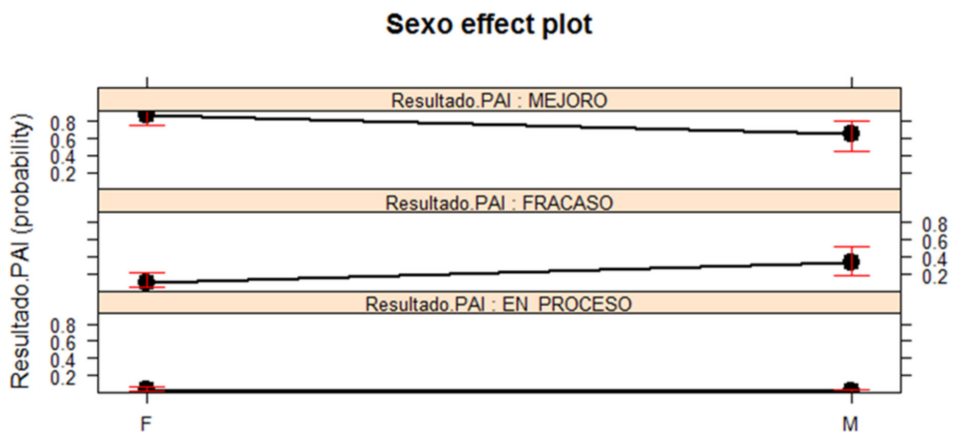 Sexo effect plot
Resultado.PAI : MEJORO
0.8
0.6
0.4
0.2
Resultado.PAI : FRACASO
0.8
0.6
0.4
0.2
Resultado.PAI : EN PROCESO
0.8
0.6
0.4
0.2
Resultado.PAI (probability)
F M